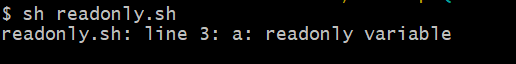 $ sh readonly.sh
readonly.sh: line 3: a: readonly variable